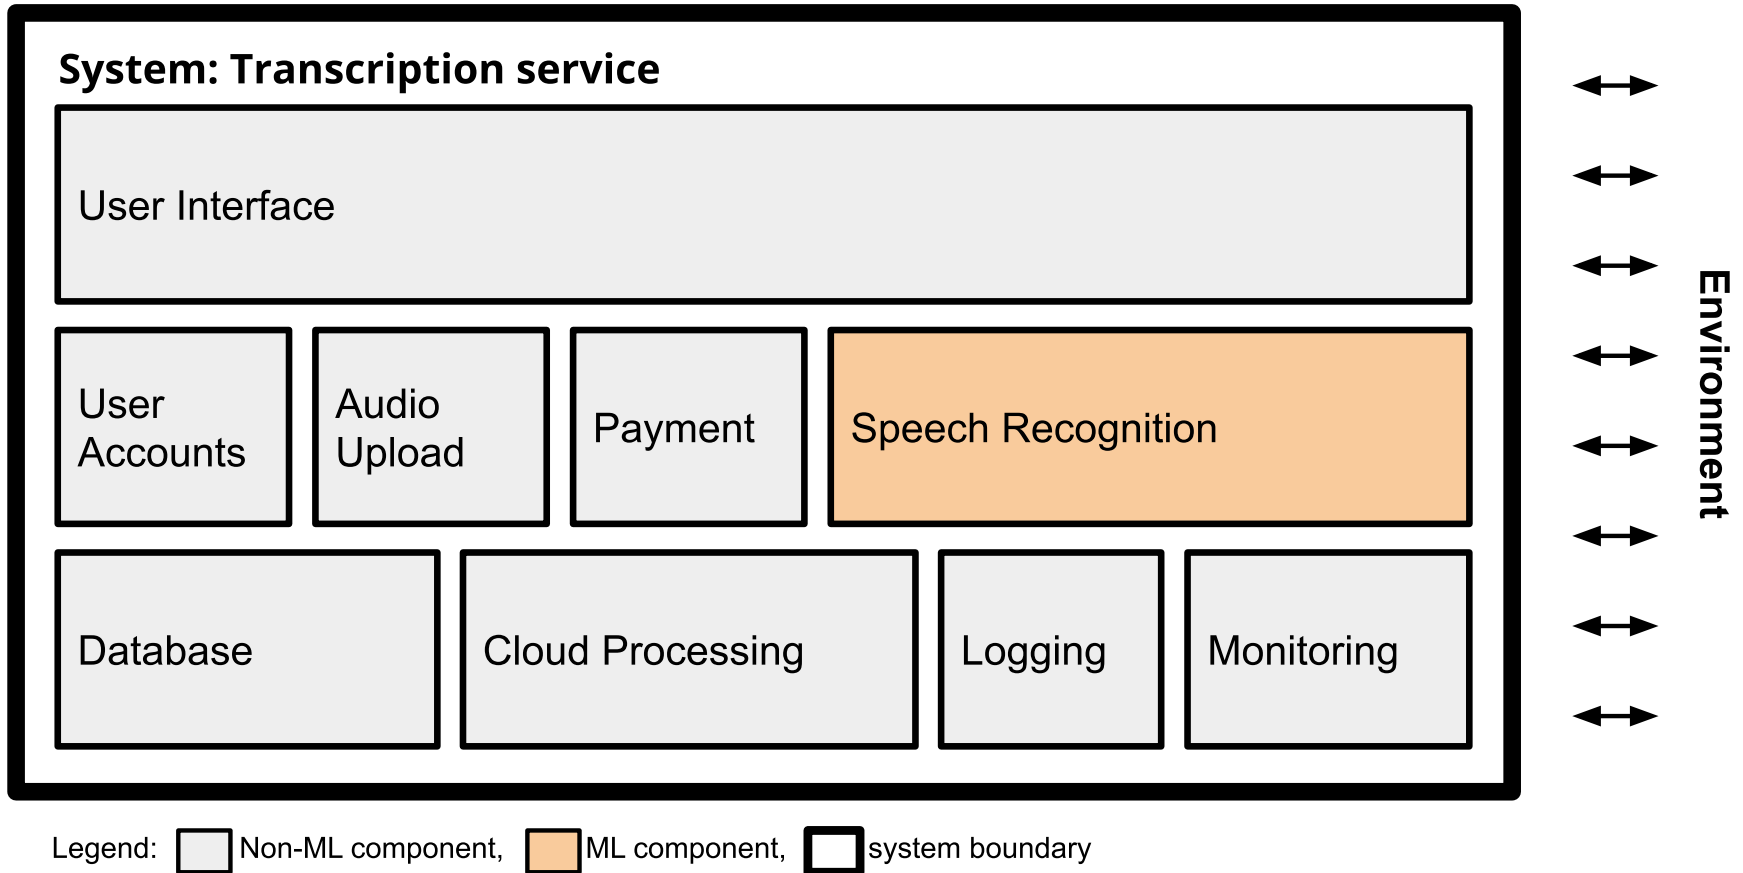 System: Transcription service
User Interface
User
Accounts
Audio
Upload
Payment
Speech Recognition
Database
Cloud Processing
Logging
Monitoring
Environment
Legend: Non-ML component, ML component, system boundary